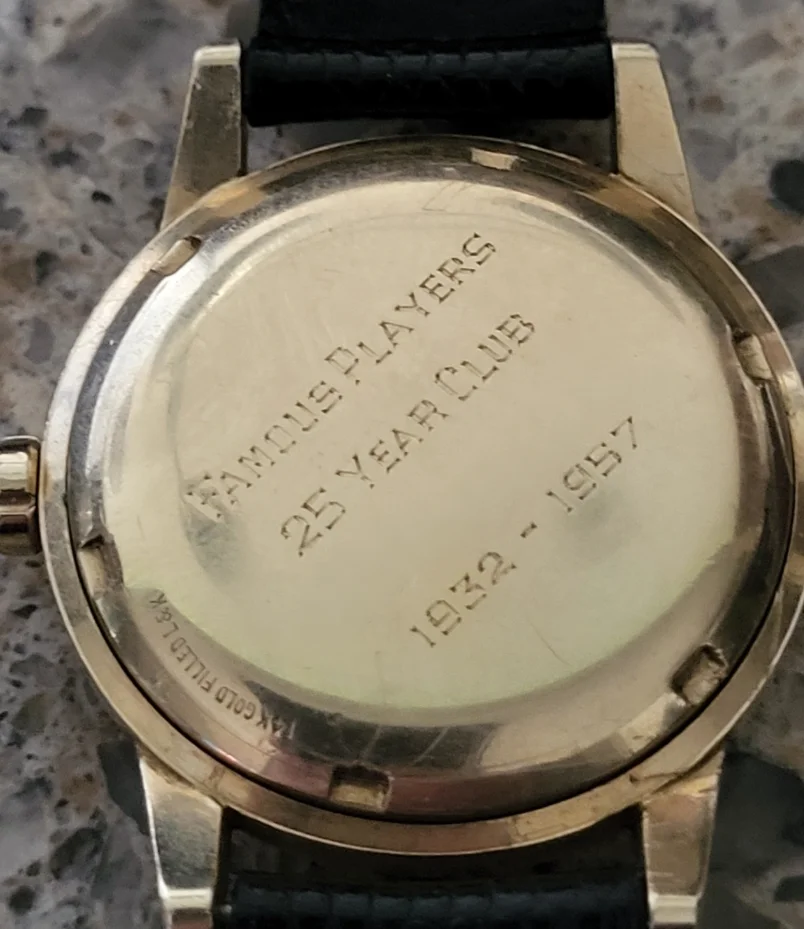 FAMOUS PLAYERS
25 YEAR CLUB
1932 - 1957
14K GOLD FILLED L&K